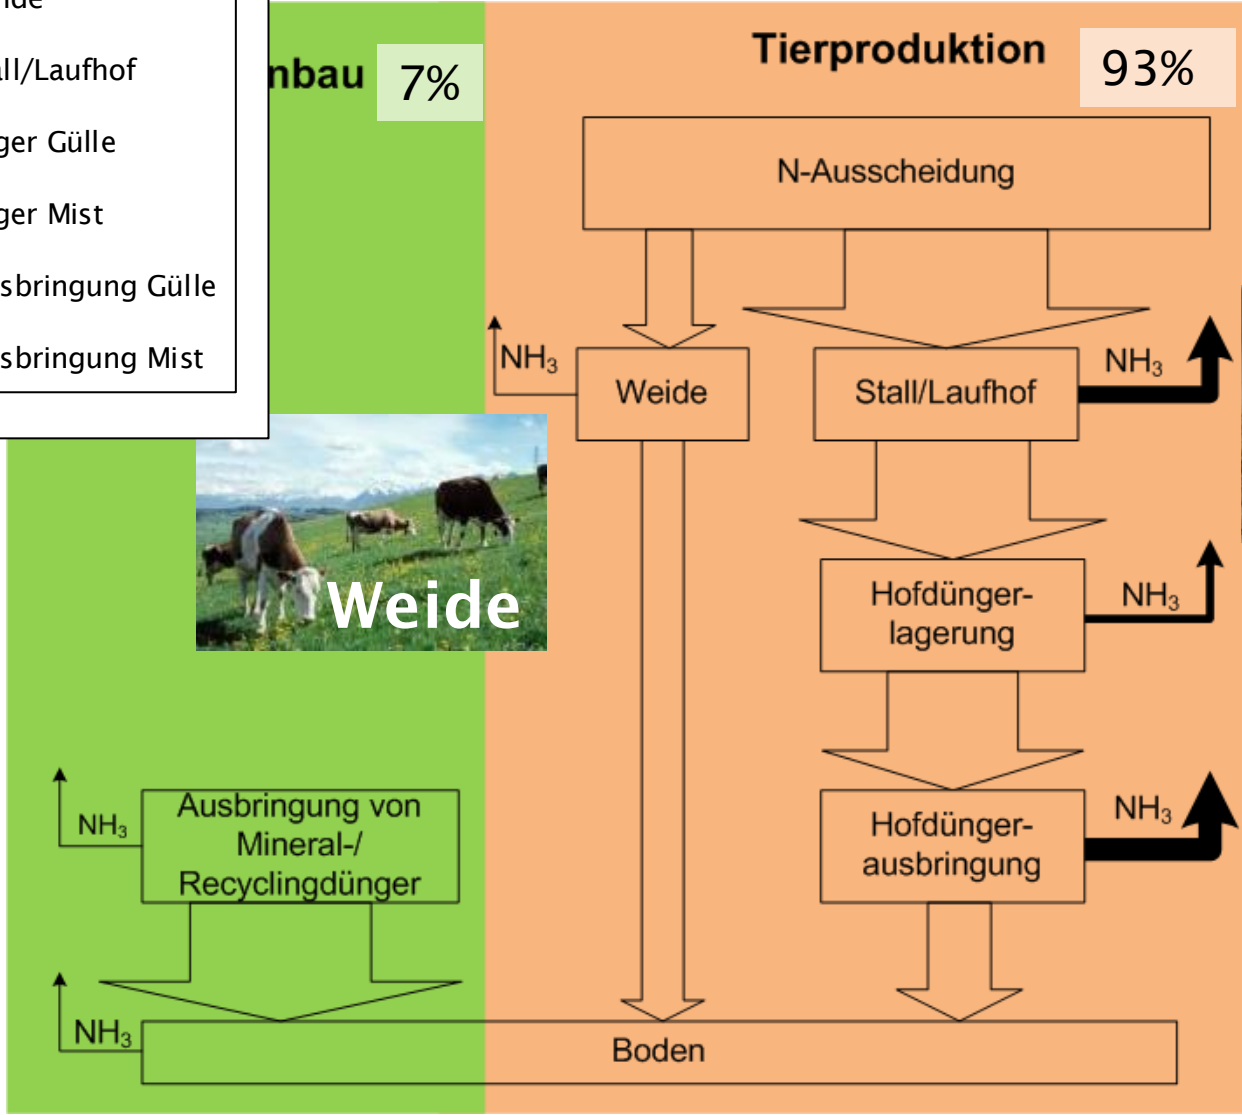 all/Laufhof
ger Gülle
ger Mist
sbringung Gülle
sbringung Mist
nbau
7%
Tierproduktion
93%
N-Ausscheidung
NH₃
Weide
Stall/Laufhof
NH₃
Weide
Hofdünger-
lagerung
NH₃
NH₃
Ausbringung von
Mineral-/
Recyclingdünger
Hofdünger-
ausbringung
NH₃
NH₃
Boden